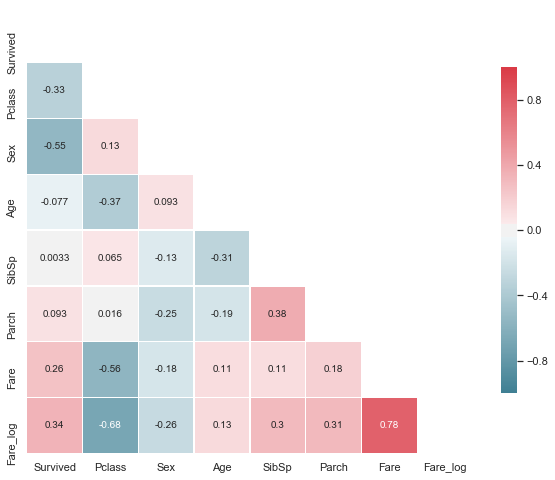 Survived
Pclass -0.33
Sex -0.55 0.13
Age -0.077 -0.37 0.093
SibSp 0.0033 0.065 -0.13 -0.31
Parch 0.093 0.016 -0.25 -0.19 0.38
Fare 0.26 -0.56 -0.18 0.11 0.11 0.18
Fare_log 0.34 -0.68 -0.26 0.13 0.3 0.31 0.78
Survived Pclass Sex Age SibSp Parch Fare Fare_log
0.8
0.4
0.0
-0.4
-0.8